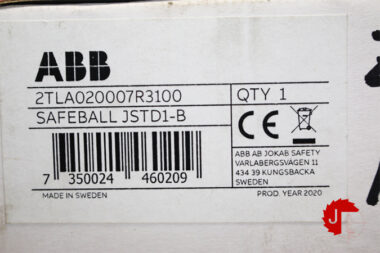 ABB
2TLA020007R3100
QTY 1
SAFEBALL JSTD1-B
CE
ABB AB JOKAB SAFETY
VARLABERGSVÄGEN 11
434 39 KUNGSBACKA
SWEDEN
7 350024 460209
MADE IN SWEDEN
PROD. YEAR 2020